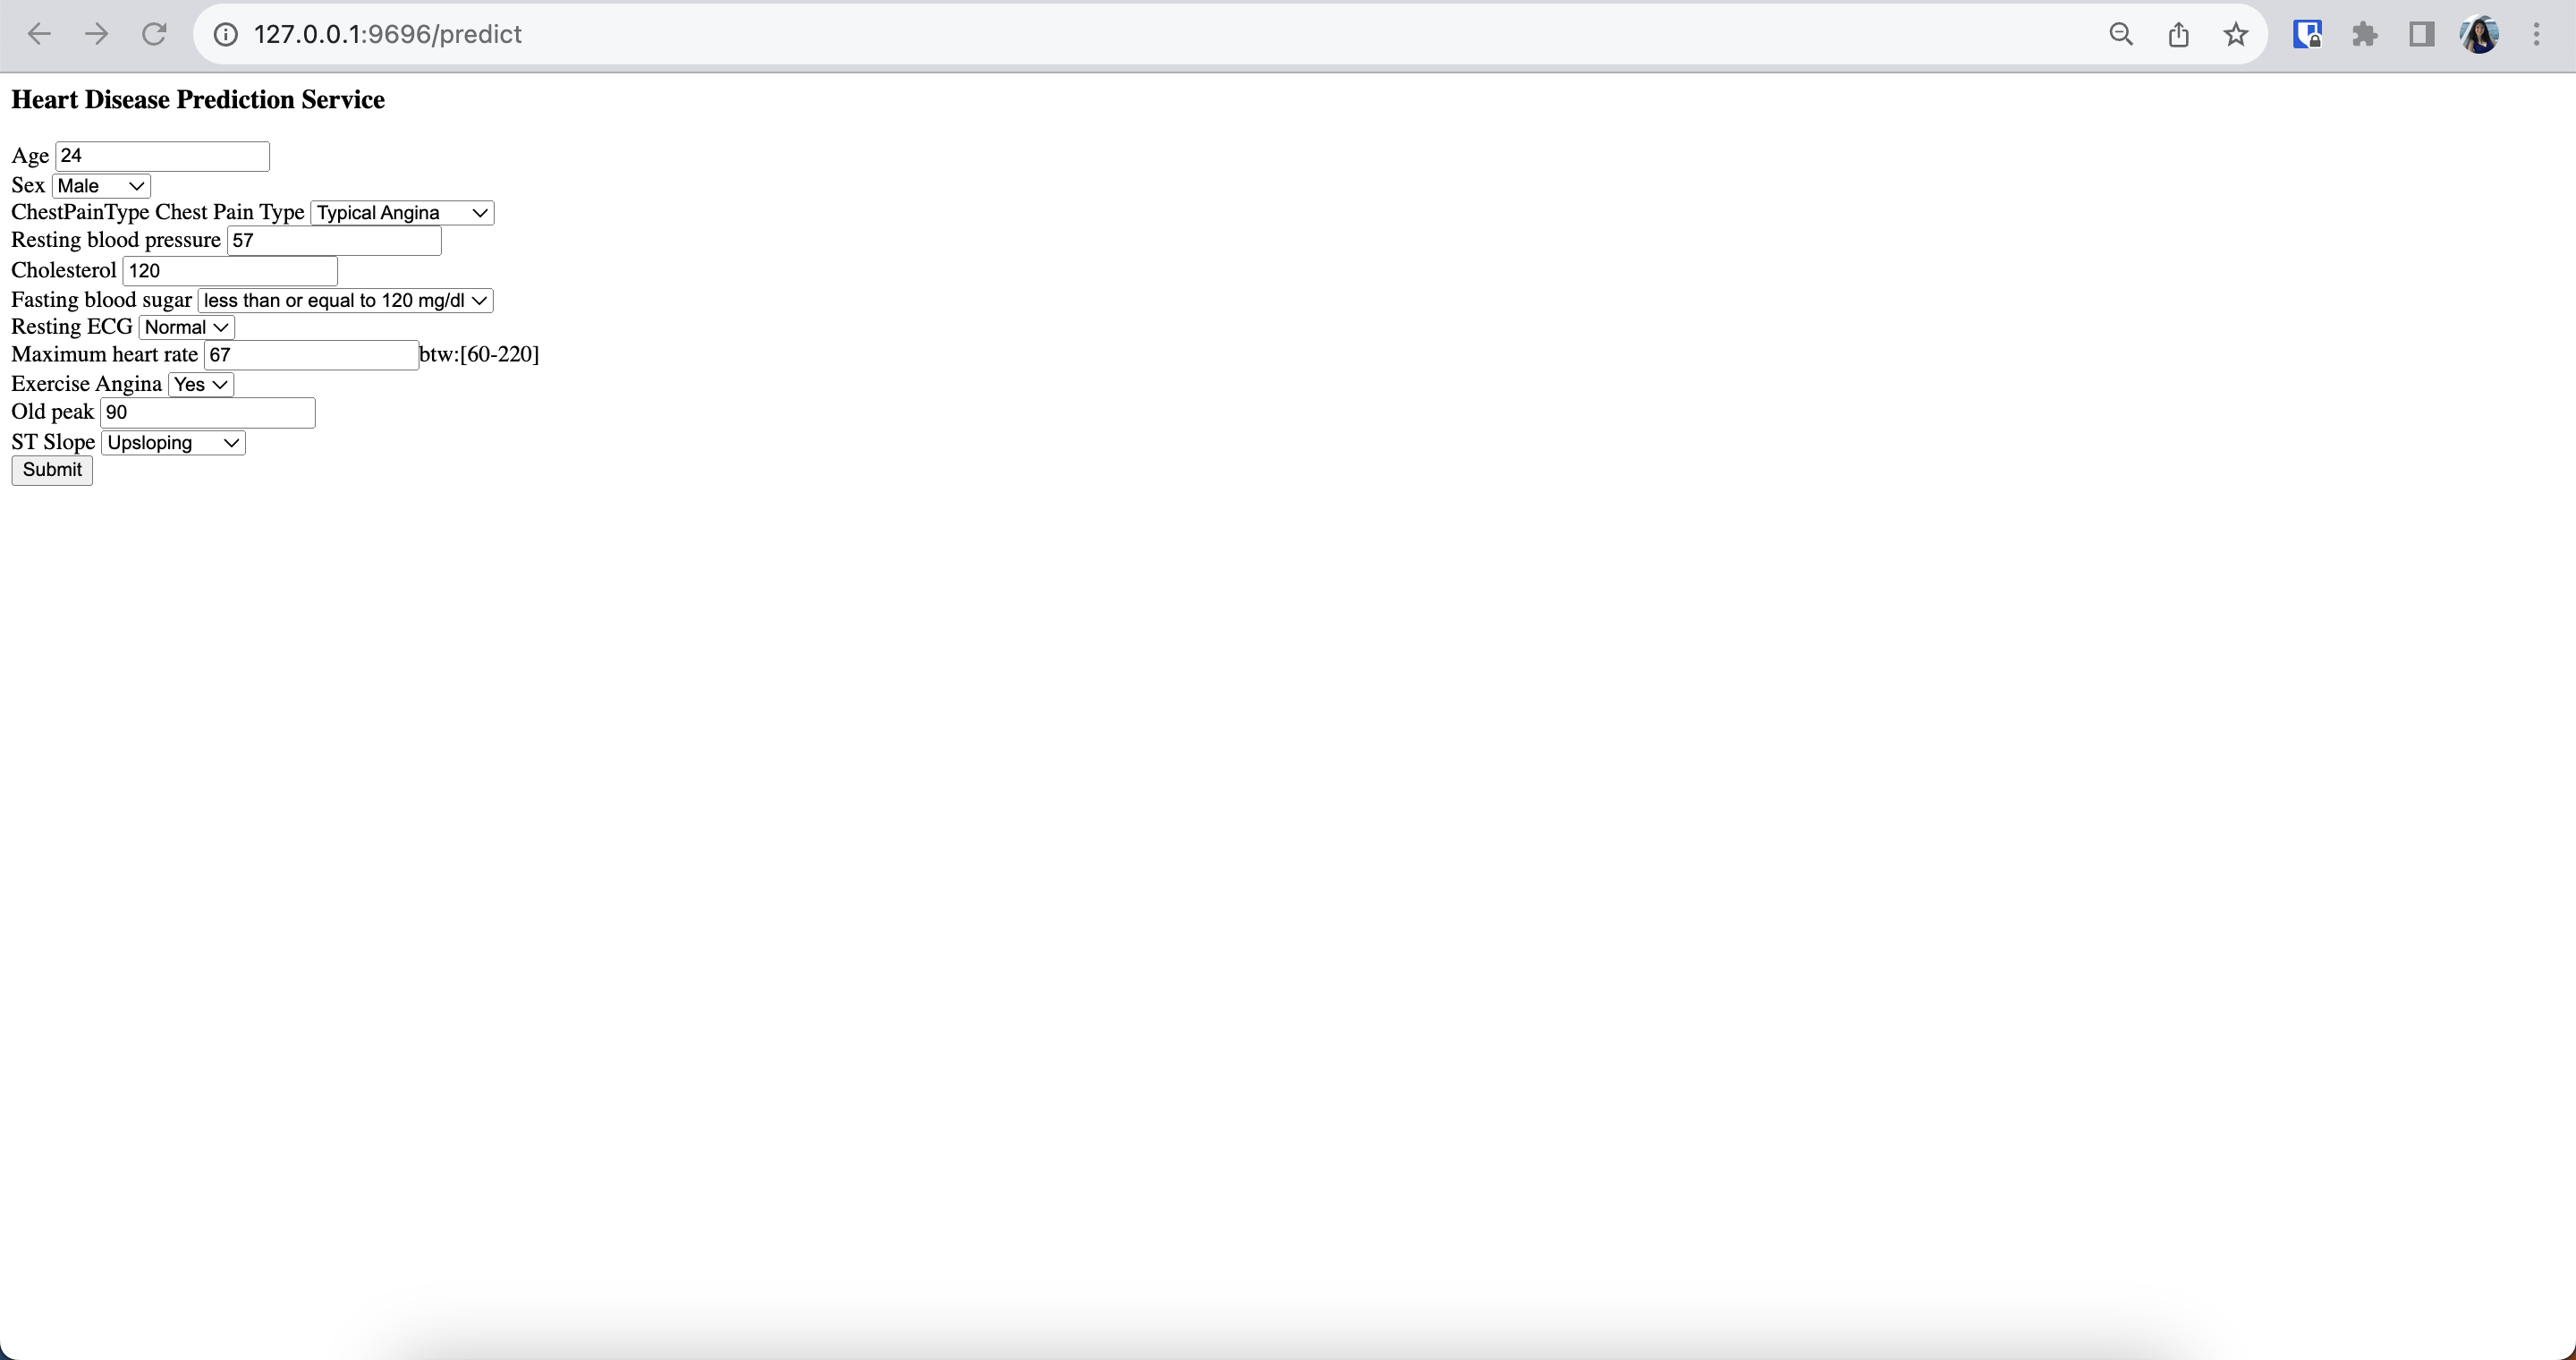 127.0.0.1:9696/predict
Heart Disease Prediction Service
Age 24
Sex Male
ChestPainType Chest Pain Type Typical Angina
Resting blood pressure 57
Cholesterol 120
Fasting blood sugar less than or equal to 120 mg/dl
Resting ECG Normal
Maximum heart rate 67 btw:[60-220]
Exercise Angina Yes
Old peak 90
ST Slope Upsloping
Submit